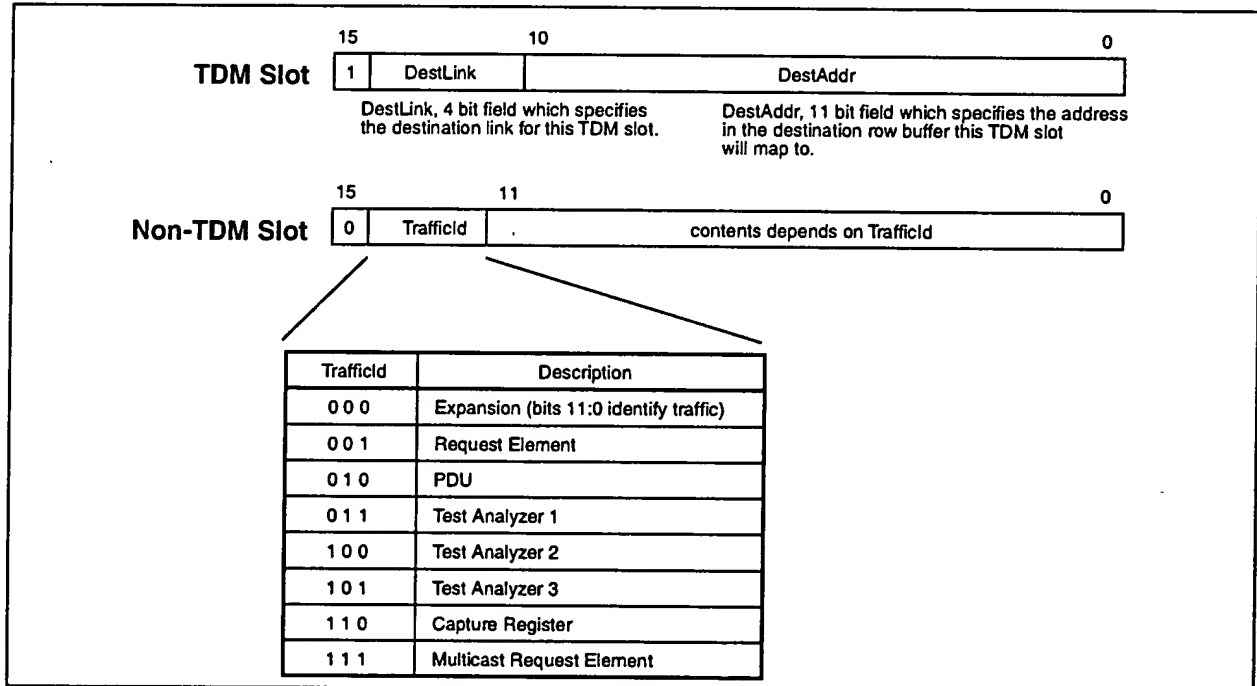 15 10 0
TDM Slot 1 DestLink DestAddr
DestLink, 4 bit field which specifies
the destination link for this TDM slot.
DestAddr, 11 bit field which specifies the address
in the destination row buffer this TDM slot
will map to.
15 11 0
Non-TDM Slot 0 TrafficId contents depends on TrafficId
TrafficId Description
0 0 0 Expansion (bits 11:0 identify traffic)
0 0 1 Request Element
0 1 0 PDU
0 1 1 Test Analyzer 1
1 0 0 Test Analyzer 2
1 0 1 Test Analyzer 3
1 1 0 Capture Register
1 1 1 Multicast Request Element